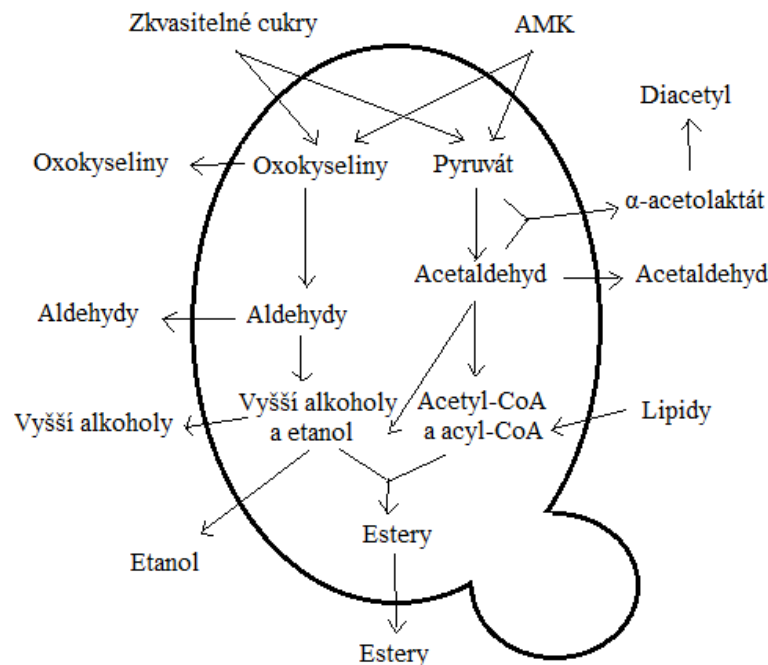 Zkvasitelné cukry
AMK
Diacetyl
Oxokyseliny
Oxokyseliny
Pyruvát
α-acetolaktát
Acetaldehyd
Acetaldehyd
Aldehydy
Aldehydy
Vyšší alkoholy
Vyšší alkoholy
a etanol
Acetyl-CoA
a acyl-CoA
Lipidy
Estery
Etanol
Estery